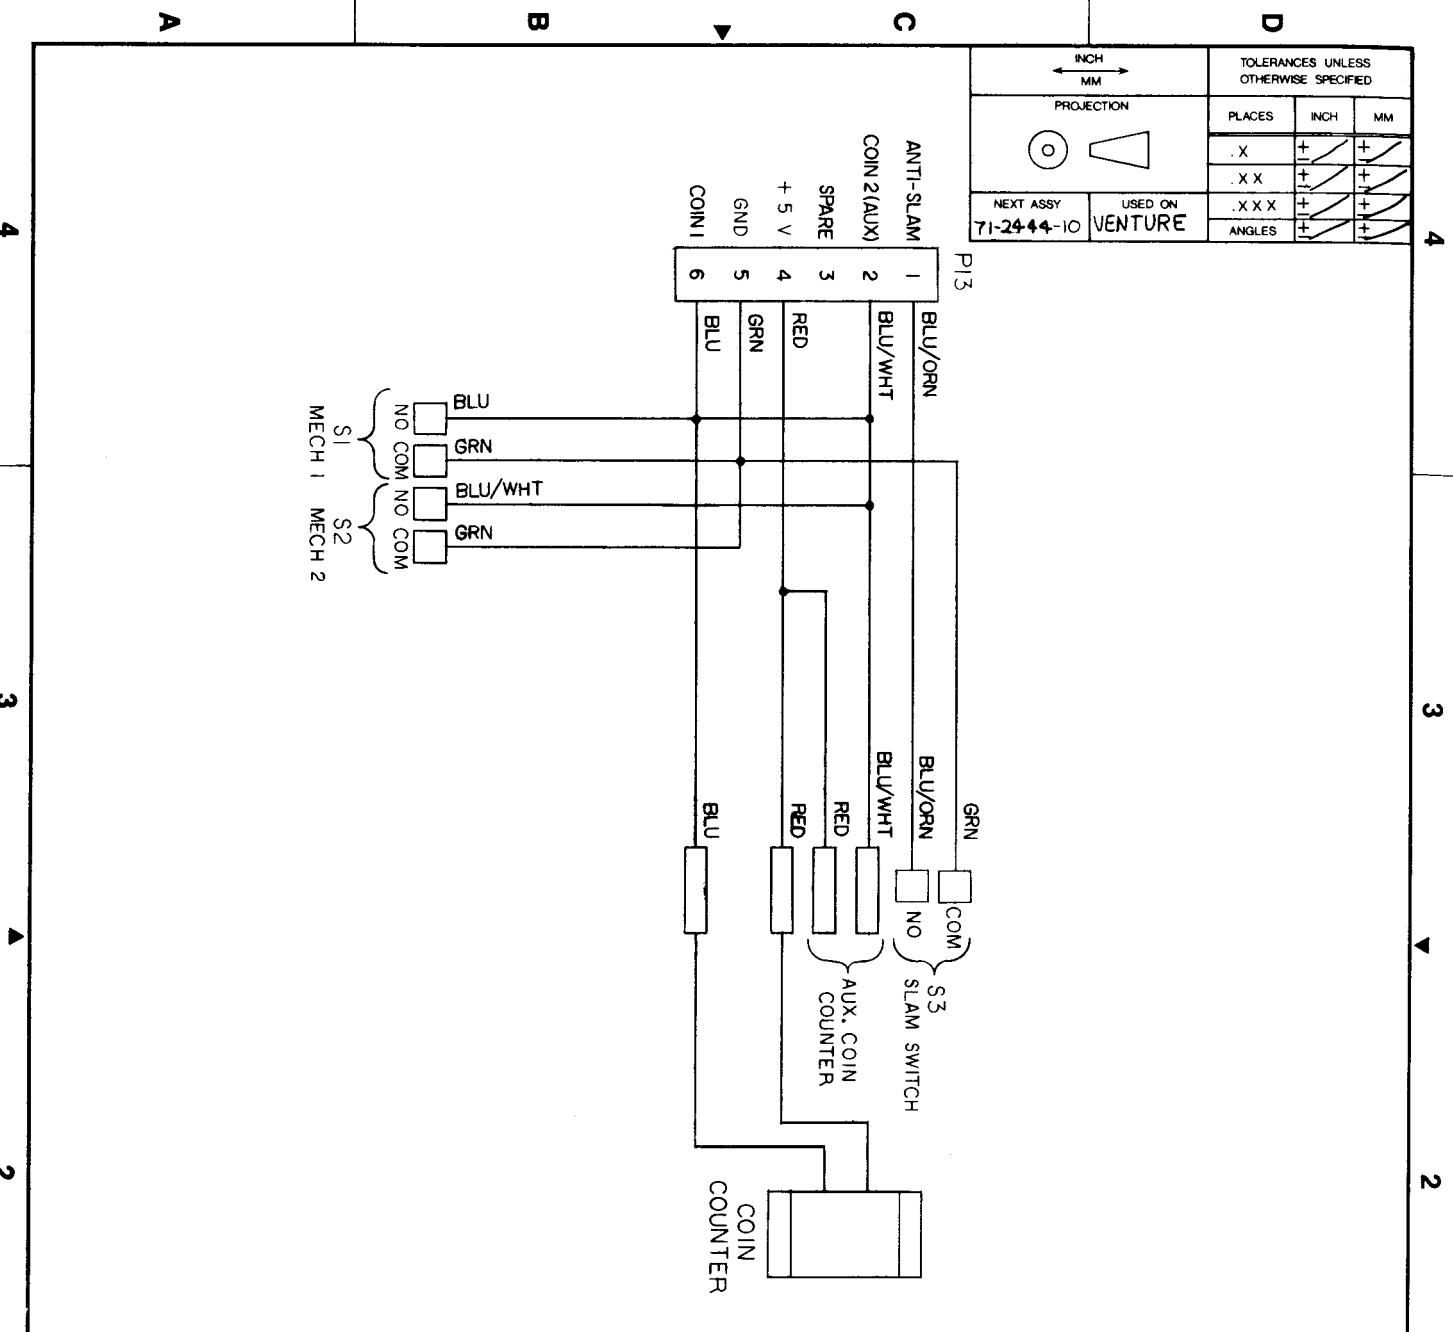 A
B
C
D
INCH
MM
PROJECTION
NEXT ASSY
71-2444-10
USED ON
VENTURE
TOLERANCES UNLESS
OTHERWISE SPECIFIED
PLACES
INCH
MM
.X
+
-
+
-
.XX
+
-
+
-
.XXX
+
-
+
-
ANGLES
+
-
+
-
4
4
P13
ANTI-SLAM
COIN 2 (AUX)
SPARE
+5 V
GND
COIN 1
1
2
3
4
5
6
BLU/ORN
BLU/WHT
RED
GRN
BLU
BLU
GRN
BLU/WHT
GRN
NO
COM
NO
COM
S1
MECH 1
S2
MECH 2
3
3
GRN
BLU/ORN
BLU/WHT
RED
RED
BLU
COM
NO
S3
SLAM SWITCH
AUX. COIN
COUNTER
2
2
COIN
COUNTER